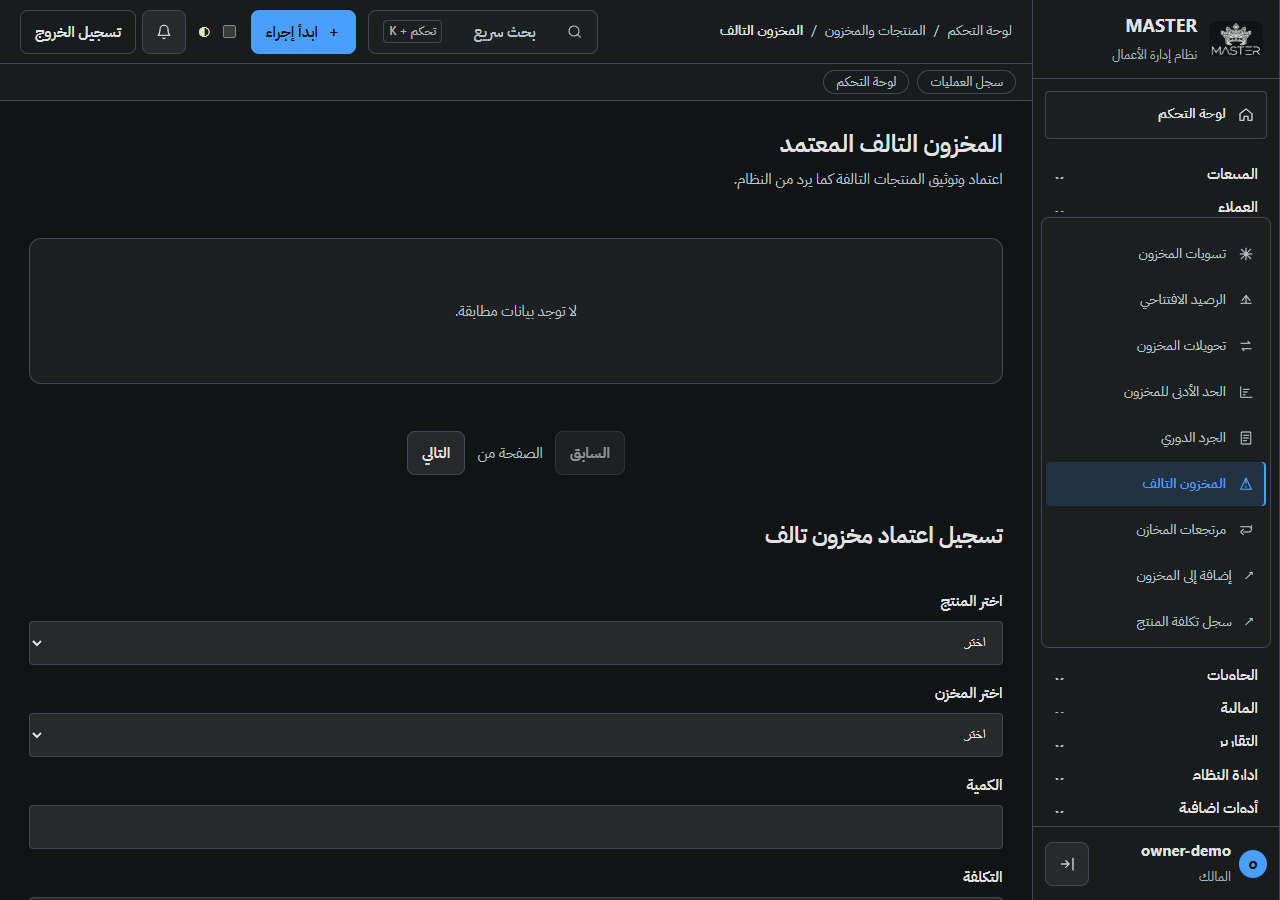 MASTER
نظام إدارة الأعمال
MASTER
لوحة التحكم
المبيعات
العملاء
تسويات المخزون
الرصيد الافتتاحي
تحويلات المخزون
الحد الأدنى للمخزون
الجرد الدوري
المخزون التالف
مرتجعات المخازن
إضافة إلى المخزون
سجل تكلفة المنتج
الحاويات
المالية
التقارير
إدارة النظام
أدوات إضافية
owner-demo
المالك
o
لوحة التحكم / المنتجات والمخزون / المخزون التالف
بحث سريع
تحكم + K
+ ابدأ إجراء
تسجيل الخروج
سجل العمليات
لوحة التحكم
المخزون التالف المعتمد
اعتماد وتوثيق المنتجات التالفة كما يرد من النظام.
لا توجد بيانات مطابقة.
السابق
الصفحة من
التالي
تسجيل اعتماد مخزون تالف
اختر المنتج
اختر
اختر المخزن
اختر
الكمية
التكلفة